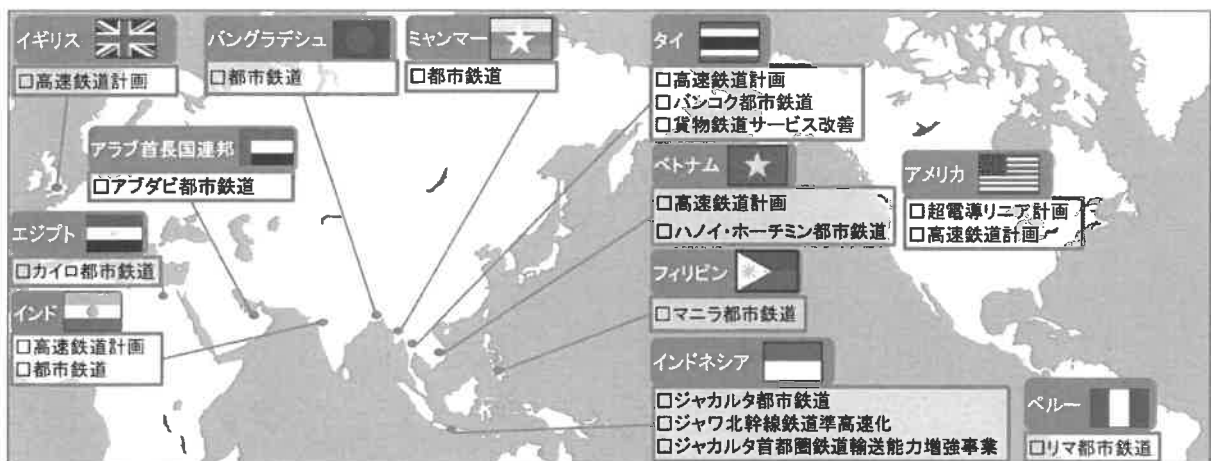 イギリス
□高速鉄道計画
バングラデシュ
□都市鉄道
ミャンマー
□都市鉄道
タイ
□高速鉄道計画
□バンコク都市鉄道
□貨物鉄道サービス改善
アラブ首長国連邦
□アブダビ都市鉄道
ベトナム
□高速鉄道計画
□ハノイ・ホーチミン都市鉄道
アメリカ
□超電導リニア計画
□高速鉄道計画
エジプト
□カイロ都市鉄道
フィリピン
□マニラ都市鉄道
インド
□高速鉄道計画
□都市鉄道
インドネシア
□ジャカルタ都市鉄道
□ジャワ北幹線鉄道準高速化
□ジャカルタ首都圏鉄道輸送能力増強事業
ペルー
□リマ都市鉄道